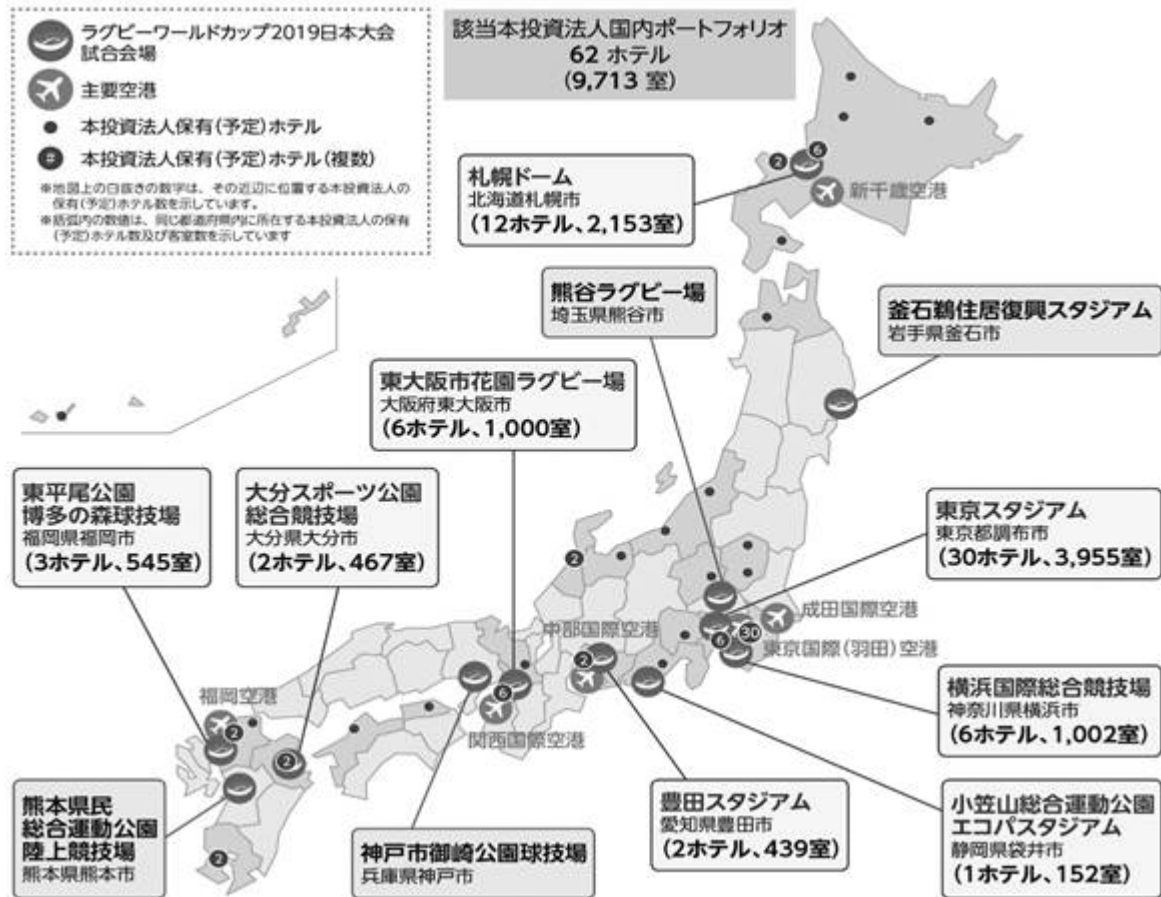 ラグビーワールドカップ2019日本大会
試合会場
主要空港
本投資法人保有(予定)ホテル
# 本投資法人保有(予定)ホテル(複数)
※地図上の白抜きの数字は、その近辺に位置する本投資法人の
保有(予定)ホテル数を示しています。
※括弧内の数値は、同じ都道府県内に所在する本投資法人の保有
(予定)ホテル数及び客室数を示しています
該当本投資法人国内ポートフォリオ
62 ホテル
(9,713 室)
2
6
札幌ドーム
北海道札幌市
(12ホテル、2,153室)
新千歳空港
熊谷ラグビー場
埼玉県熊谷市
釜石鵜住居復興スタジアム
岩手県釜石市
東大阪市花園ラグビー場
大阪府東大阪市
(6ホテル、1,000室)
東平尾公園
博多の森球技場
福岡県福岡市
(3ホテル、545室)
大分スポーツ公園
総合競技場
大分県大分市
(2ホテル、467室)
東京スタジアム
東京都調布市
(30ホテル、3,955室)
2
成田国際空港
中部国際空港
30
6
東京国際(羽田)空港
2
6
福岡空港
2
関西国際空港
横浜国際総合競技場
神奈川県横浜市
(6ホテル、1,002室)
2
熊本県民
総合運動公園
陸上競技場
熊本県熊本市
2
神戸市御崎公園球技場
兵庫県神戸市
豊田スタジアム
愛知県豊田市
(2ホテル、439室)
小笠山総合運動公園
エコパスタジアム
静岡県袋井市
(1ホテル、152室)